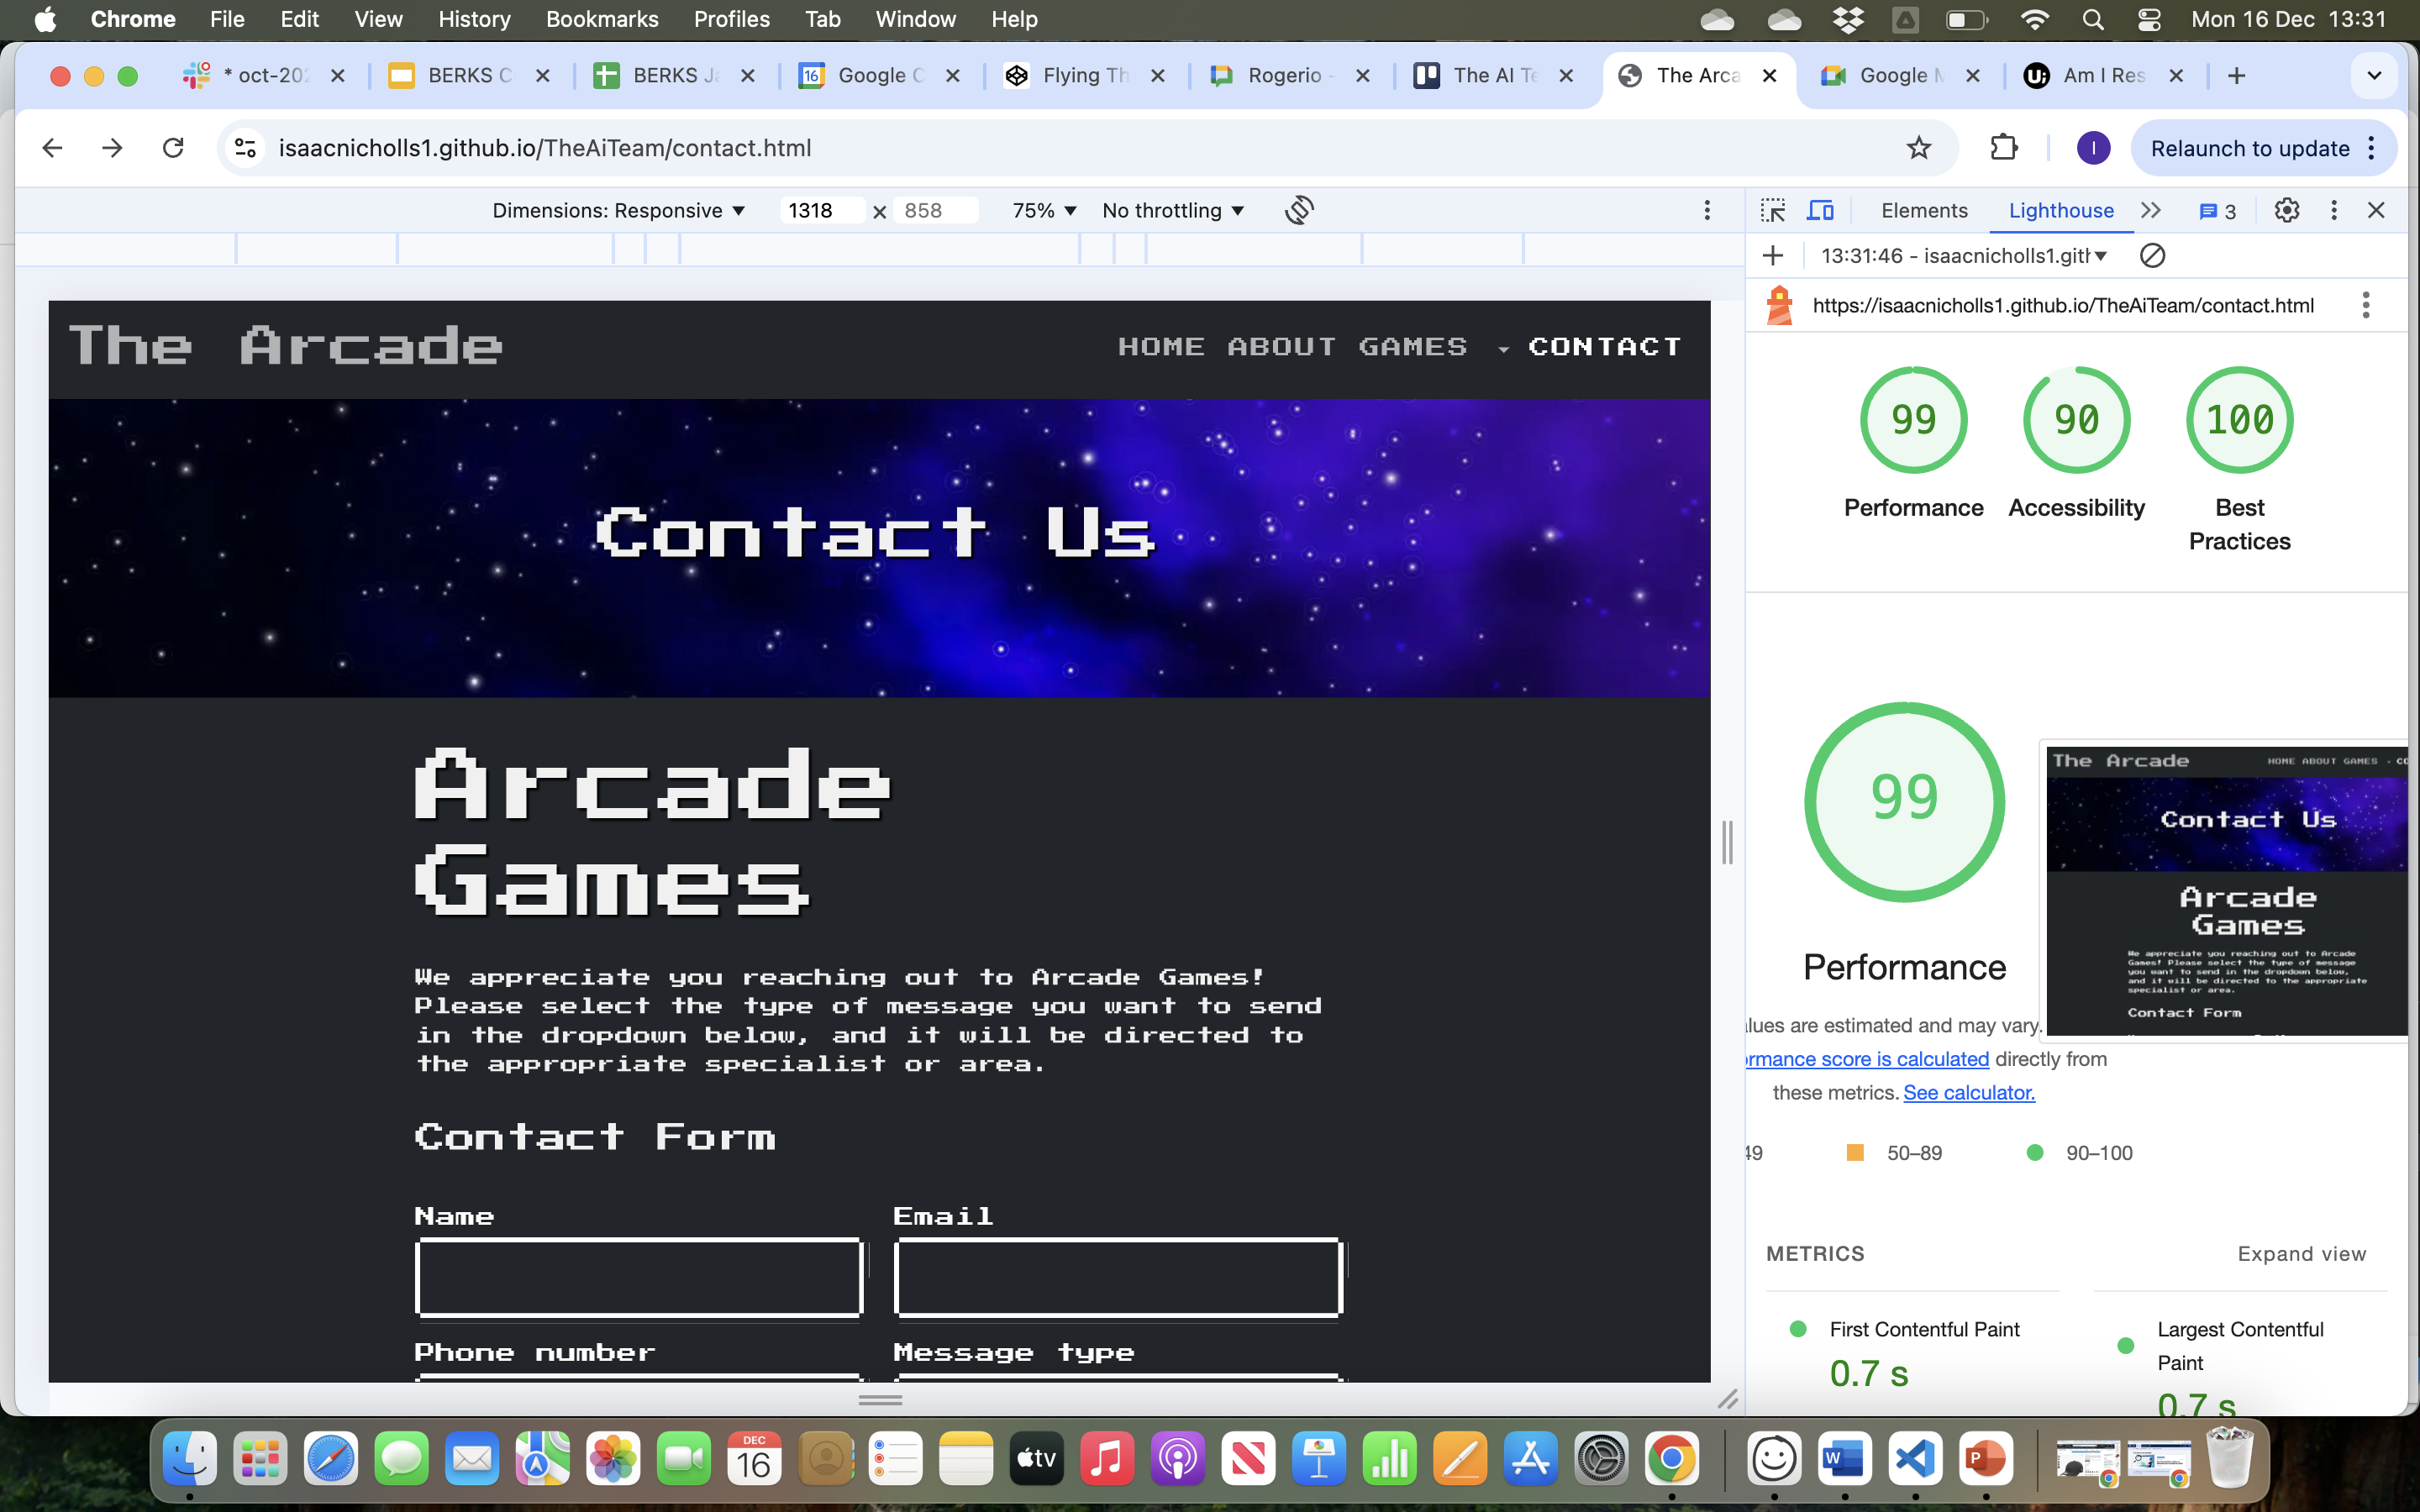 Chrome File Edit View History Bookmarks Profiles Tab Window Help Mon 16 Dec 13:31
* oct-202 BERKS C BERKS Ja 16 Google C Flying Th Rogerio - The AI Te The Arca Google M U: Am I Res
isaacnicholls1.github.io/TheAiTeam/contact.html I Relaunch to update
Dimensions: Responsive 1318 x 858 75% No throttling
Elements Lighthouse 3
13:31:46 - isaacnicholls1.gith
https://isaacnicholls1.github.io/TheAiTeam/contact.html
The Arcade HOME ABOUT GAMES CONTACT
Contact Us
Arcade
Games
We appreciate you reaching out to Arcade Games!
Please select the type of message you want to send
in the dropdown below, and it will be directed to
the appropriate specialist or area.
Contact Form
Name Email
Phone number Message type
99 90 100
Performance Accessibility Best
Practices
99
Performance
The Arcade HOME ABOUT GAMES CO
Contact Us
Arcade
Games
We appreciate you reaching out to Arcade
Games! Please select the type of message
you want to send in the dropdown below,
and it will be directed to the appropriate
specialist or area.
Contact Form
alues are estimated and may vary.
ormance score is calculated directly from
these metrics. See calculator.
49 50–89 90–100
METRICS Expand view
First Contentful Paint
0.7 s
Largest Contentful
Paint
0.7 s
DEC
16
tv
W
P